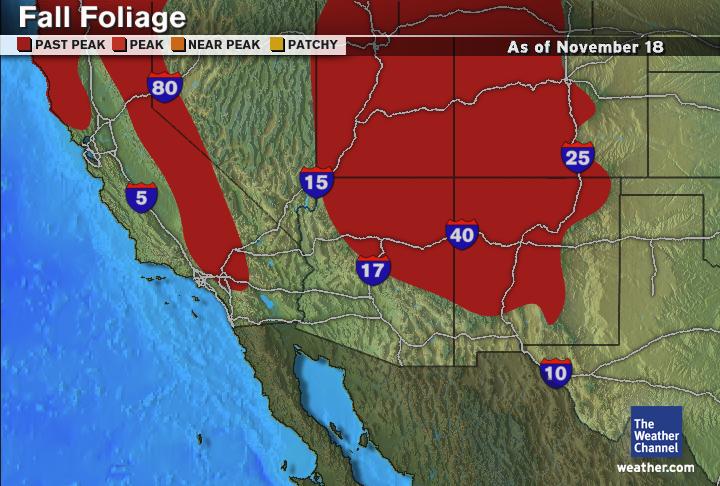 Fall Foliage
PAST PEAK PEAK NEAR PEAK PATCHY
As of November 18
80
25
15
5
40
17
10
The
Weather
Channel
weather.com